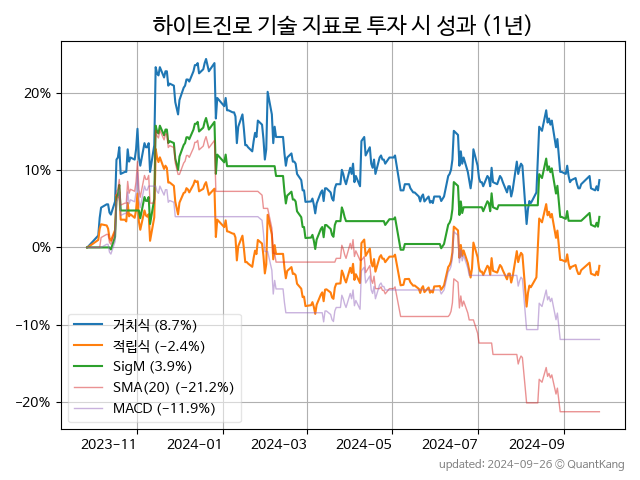 하이트진로 기술 지표로 투자 시 성과 (1년)
20%
10%
0%
−10%
−20%
거치식 (8.7%)
적립식 (−2.4%)
SigM (3.9%)
SMA(20) (−21.2%)
MACD (−11.9%)
2023-11
2024-01
2024-03
2024-05
2024-07
2024-09
updated: 2024-09-26 © QuantKang